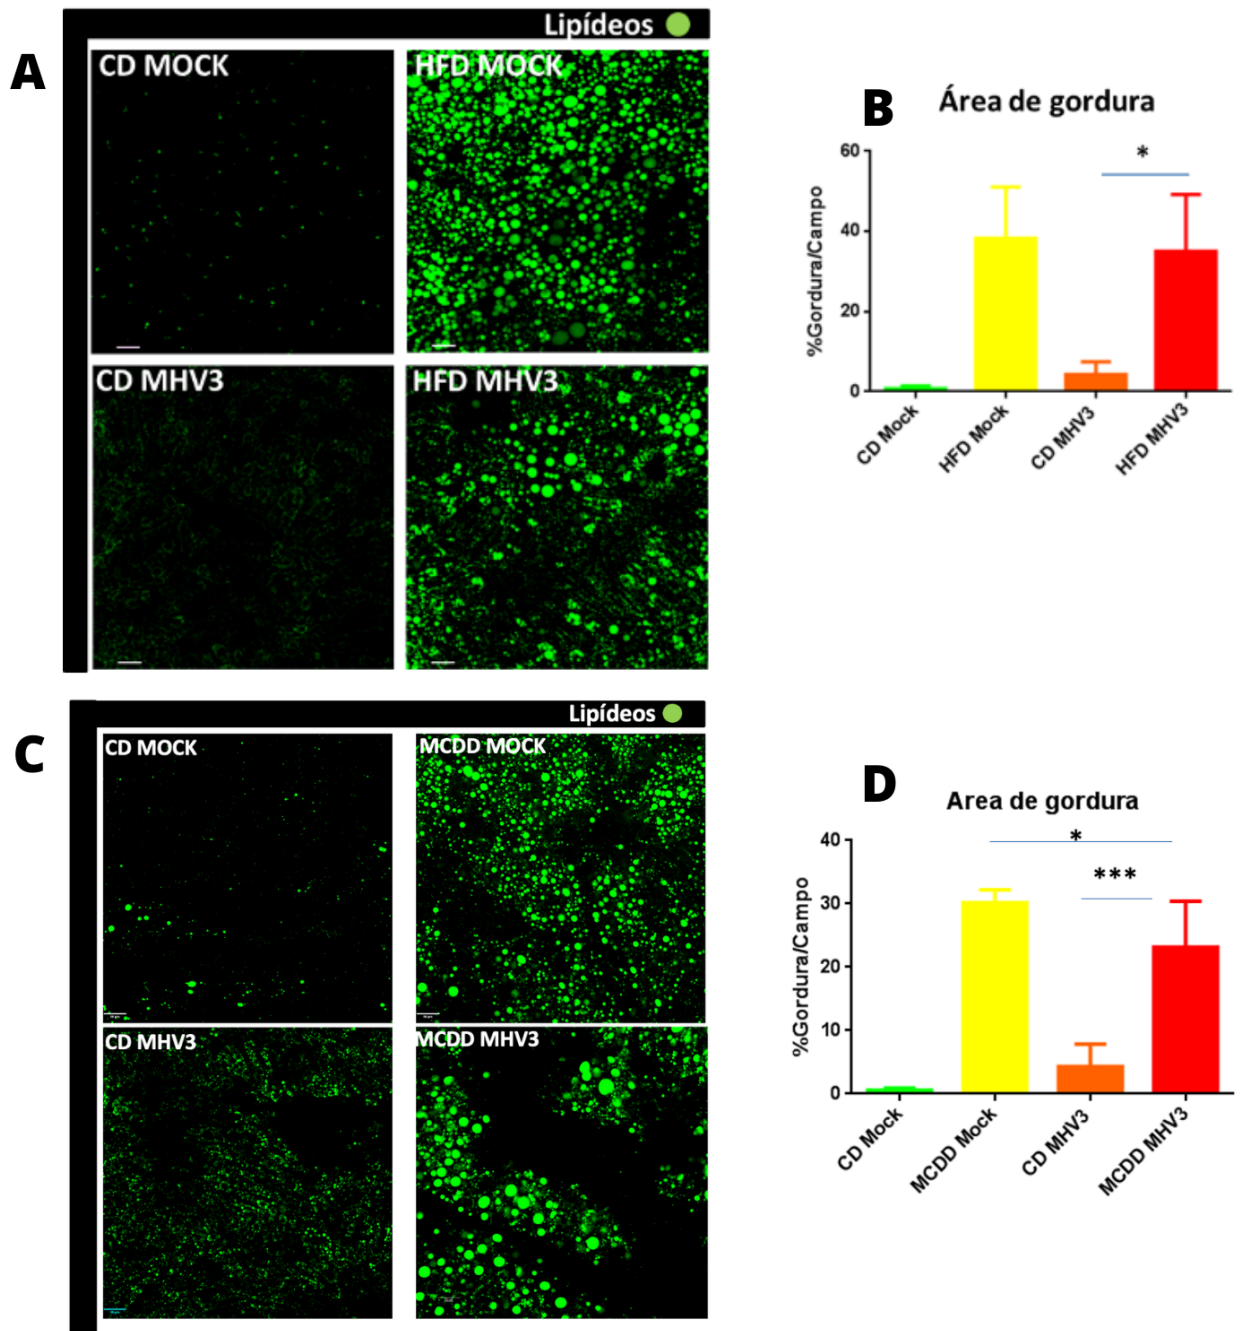 Lipídeos
A
CD MOCK
HFD MOCK
CD MHV3
HFD MHV3
B
Área de gordura
*
%Gordura/Campo
60
40
20
0
CD Mock
HFD Mock
CD MHV3
HFD MHV3
Lipídeos
C
CD MOCK
MCDD MOCK
CD MHV3
MCDD MHV3
D
Area de gordura
*
***
%Gordura/Campo
40
30
20
10
0
CD Mock
MCDD Mock
CD MHV3
MCDD MHV3